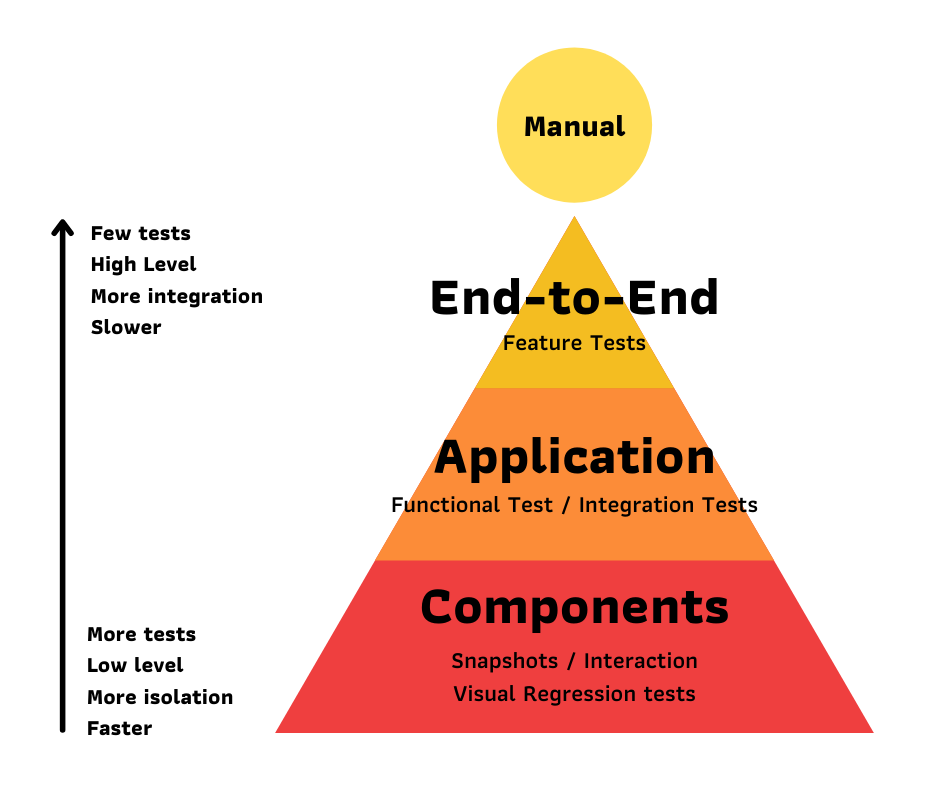 Manual
Few tests
High Level
More integration
Slower
End-to-End
Feature Tests
Application
Functional Test / Integration Tests
Components
Snapshots / Interaction
Visual Regression tests
More tests
Low level
More isolation
Faster